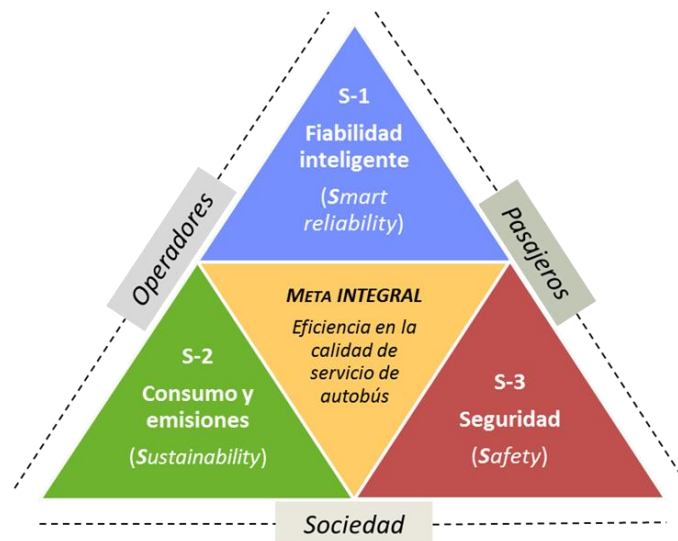 S-1
Fiabilidad
inteligente
(Smart
reliability)
Operadores
Pasajeros
META INTEGRAL
Eficiencia en la
calidad de
servicio de
autobús
S-2
Consumo y
emisiones
(Sustainability)
S-3
Seguridad
(Safety)
Sociedad